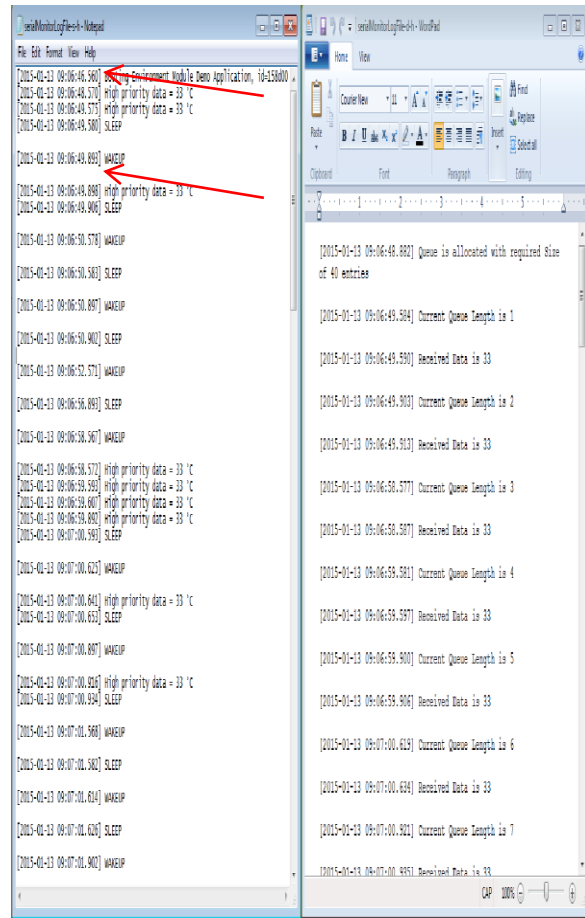 serialMonitorLogFile-s-h - Notepad
File Edit Format View Help
[2015-01-13 09:06:46.560] Environment Module Demo Application, id=158d00
[2015-01-13 09:06:48.570] High priority data = 33 'C
[2015-01-13 09:06:49.573] High priority data = 33 'C
[2015-01-13 09:06:49.580] SLEEP
[2015-01-13 09:06:49.893] WAKEUP
[2015-01-13 09:06:49.898] High priority data = 33 'C
[2015-01-13 09:06:49.906] SLEEP
[2015-01-13 09:06:50.578] WAKEUP
[2015-01-13 09:06:50.583] SLEEP
[2015-01-13 09:06:50.897] WAKEUP
[2015-01-13 09:06:50.902] SLEEP
[2015-01-13 09:06:52.571] WAKEUP
[2015-01-13 09:06:56.893] SLEEP
[2015-01-13 09:06:58.567] WAKEUP
[2015-01-13 09:06:58.572] High priority data = 33 'C
[2015-01-13 09:06:59.593] High priority data = 33 'C
[2015-01-13 09:06:59.607] High priority data = 33 'C
[2015-01-13 09:06:59.892] High priority data = 33 'C
[2015-01-13 09:07:00.593] SLEEP
[2015-01-13 09:07:00.625] WAKEUP
[2015-01-13 09:07:00.641] High priority data = 33 'C
[2015-01-13 09:07:00.653] SLEEP
[2015-01-13 09:07:00.897] WAKEUP
[2015-01-13 09:07:00.916] High priority data = 33 'C
[2015-01-13 09:07:00.934] SLEEP
[2015-01-13 09:07:01.568] WAKEUP
[2015-01-13 09:07:01.582] SLEEP
[2015-01-13 09:07:01.614] WAKEUP
[2015-01-13 09:07:01.626] SLEEP
[2015-01-13 09:07:01.902] WAKEUP
serialMonitorLogFile-s-h - WordPad
Home View
Paste
Courier New 11
Find
Replace
Insert
Select all
Clipboard Font Paragraph Editing
1 2 3 4 5
[2015-01-13 09:06:48.882] Queue is allocated with required Size
of 40 entries
[2015-01-13 09:06:49.584] Current Queue Length is 1
[2015-01-13 09:06:49.590] Received Data is 33
[2015-01-13 09:06:49.903] Current Queue Length is 2
[2015-01-13 09:06:49.913] Received Data is 33
[2015-01-13 09:06:58.577] Current Queue Length is 3
[2015-01-13 09:06:58.587] Received Data is 33
[2015-01-13 09:06:59.581] Current Queue Length is 4
[2015-01-13 09:06:59.597] Received Data is 33
[2015-01-13 09:06:59.900] Current Queue Length is 5
[2015-01-13 09:06:59.906] Received Data is 33
[2015-01-13 09:07:00.619] Current Queue Length is 6
[2015-01-13 09:07:00.634] Received Data is 33
[2015-01-13 09:07:00.921] Current Queue Length is 7
[2015-01-13 09:07:00.935] Received Data is 33
CAP 100%